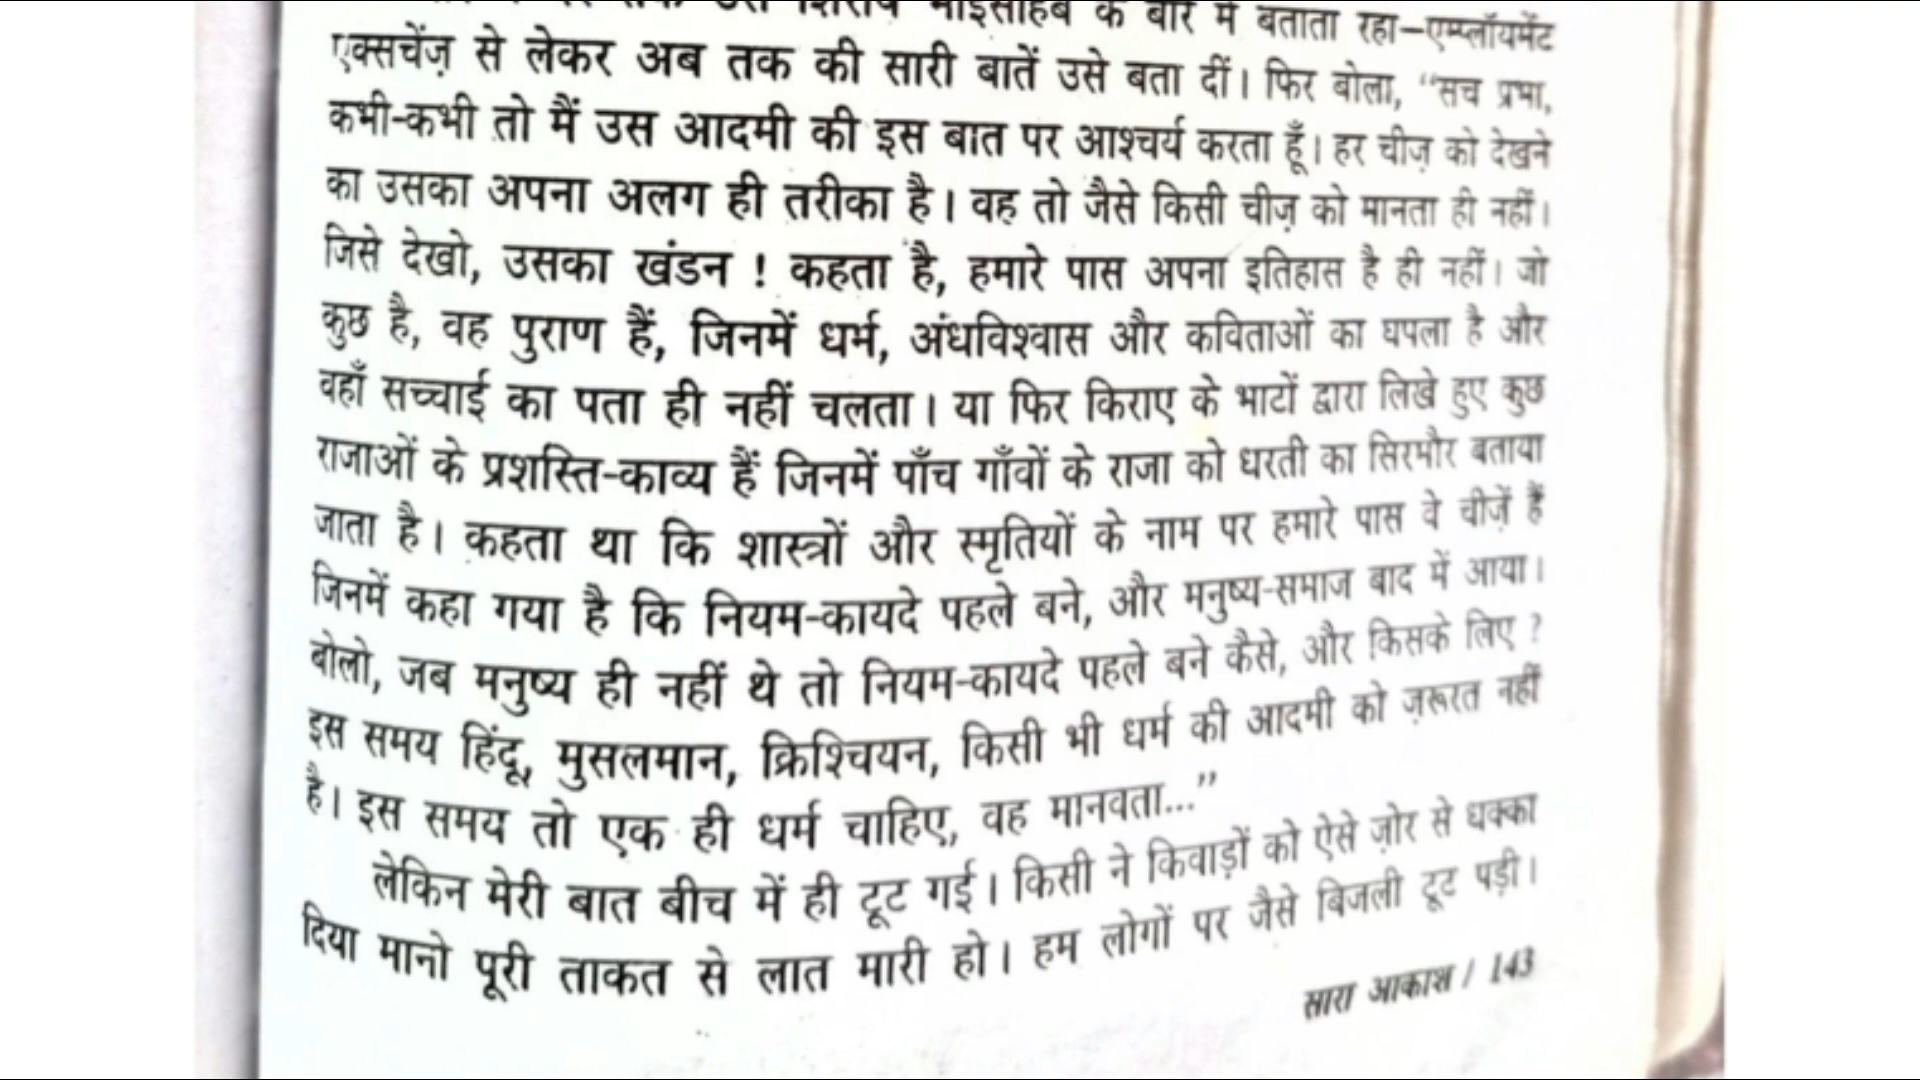 उसे शिरीष भाईसाहब के बारे में बताता रहा—एम्प्लॉयमेंट
एक्सचेंज़ से लेकर अब तक की सारी बातें उसे बता दीं। फिर बोला, “सच प्रभा,
कभी-कभी तो मैं उस आदमी की इस बात पर आश्चर्य करता हूँ। हर चीज़ को देखने
का उसका अपना अलग ही तरीका है। वह तो जैसे किसी चीज़ को मानता ही नहीं।
जिसे देखो, उसका खंडन ! कहता है, हमारे पास अपना इतिहास है ही नहीं। जो
कुछ है, वह पुराण हैं, जिनमें धर्म, अंधविश्वास और कविताओं का घपला है और
वहाँ सच्चाई का पता ही नहीं चलता। या फिर किराए के भाटों द्वारा लिखे हुए कुछ
राजाओं के प्रशस्ति-काव्य हैं जिनमें पाँच गाँवों के राजा को धरती का सिरमौर बताया
जाता है। कहता था कि शास्त्रों और स्मृतियों के नाम पर हमारे पास वे चीज़ें हैं
जिनमें कहा गया है कि नियम-कायदे पहले बने, और मनुष्य-समाज बाद में आया।
बोलो, जब मनुष्य ही नहीं थे तो नियम-कायदे पहले बने कैसे, और किसके लिए ?
इस समय हिंदू, मुसलमान, क्रिश्चियन, किसी भी धर्म की आदमी को ज़रूरत नहीं
है। इस समय तो एक ही धर्म चाहिए, वह मानवता...”
लेकिन मेरी बात बीच में ही टूट गई। किसी ने किवाड़ों को ऐसे ज़ोर से धक्का
दिया मानो पूरी ताकत से लात मारी हो। हम लोगों पर जैसे बिजली टूट पड़ी।
सारा आकाश / 143